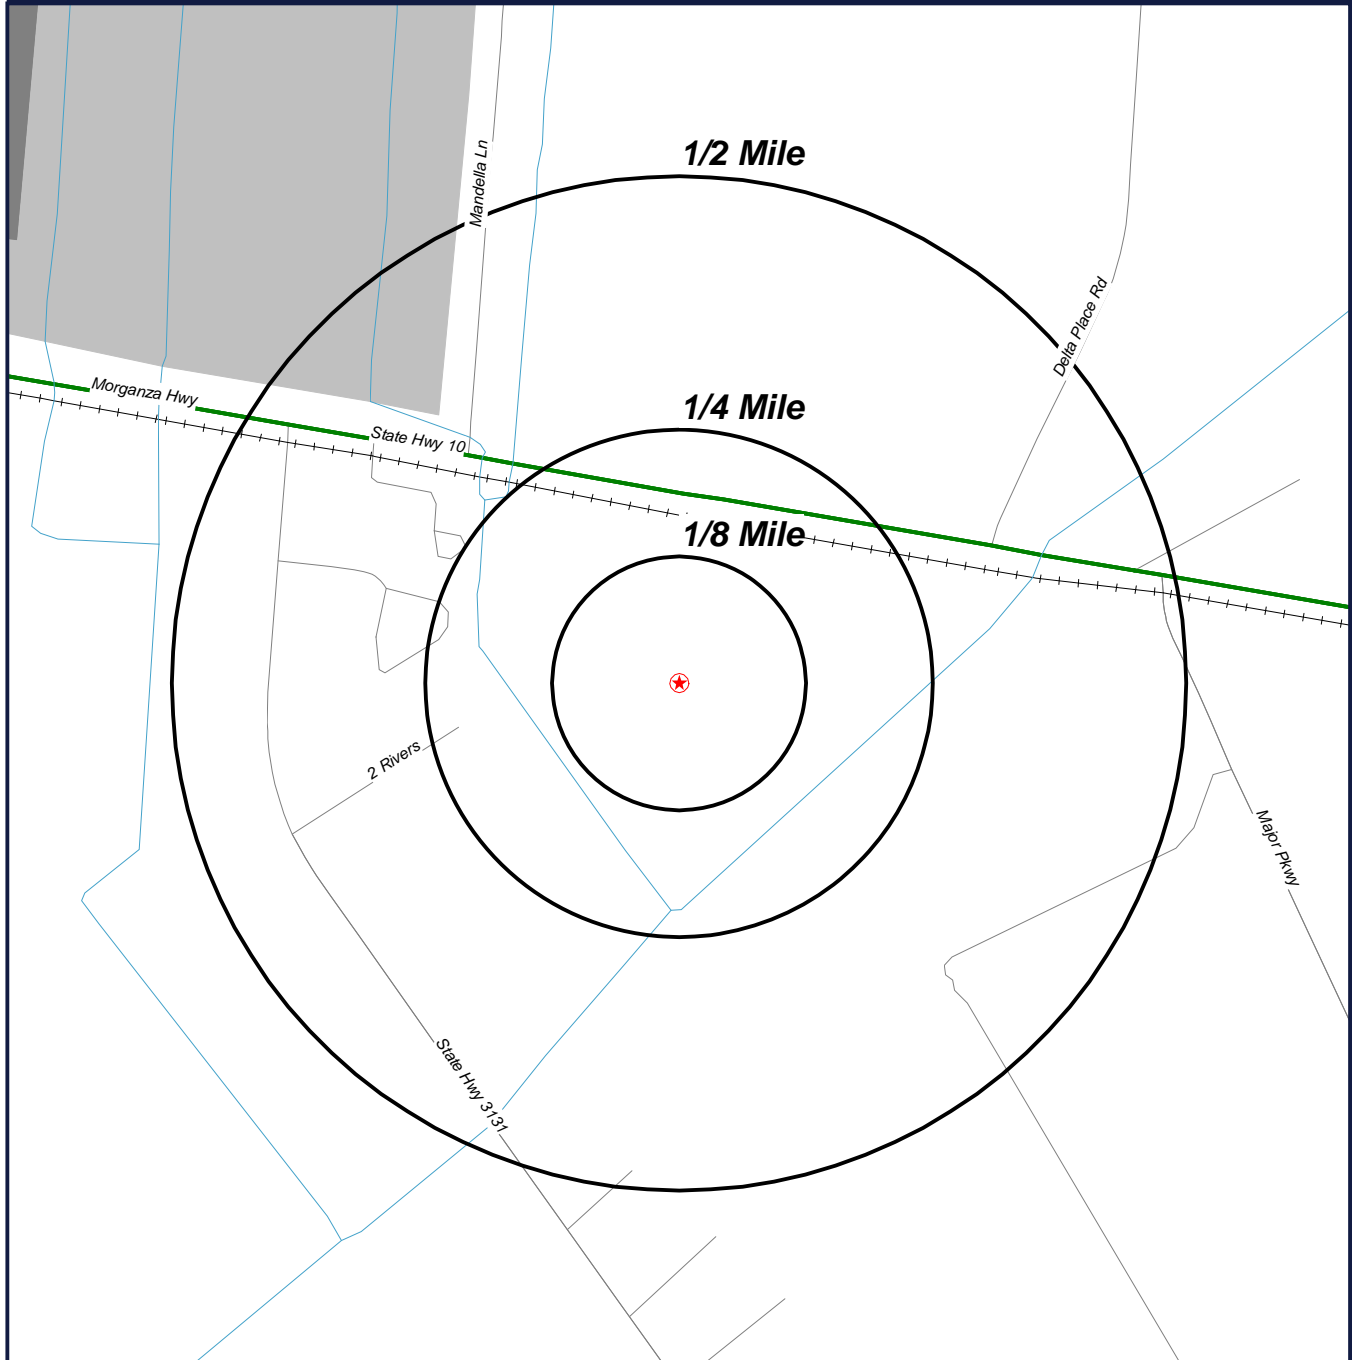 1/2 Mile
Mandella Ln
Delta Place Rd
Morganza Hwy
1/4 Mile
State Hwy 10
1/8 Mile
2 Rivers
Major Pkwy
State Hwy 3131